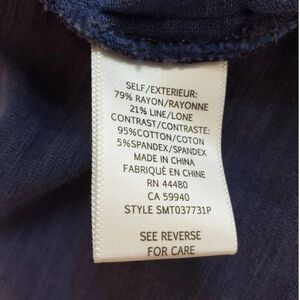 SELF/EXTERIEUR:
79% RAYON/RAYONNE
21% LINE/LONE
CONTRAST/CONTRASTE:
95%COTTON/COTON
5%SPANDEX/SPANDEX
MADE IN CHINA
FABRIQUÉ EN CHINE
RN 44480
CA 59940
STYLE SMT037731P
SEE REVERSE
FOR CARE